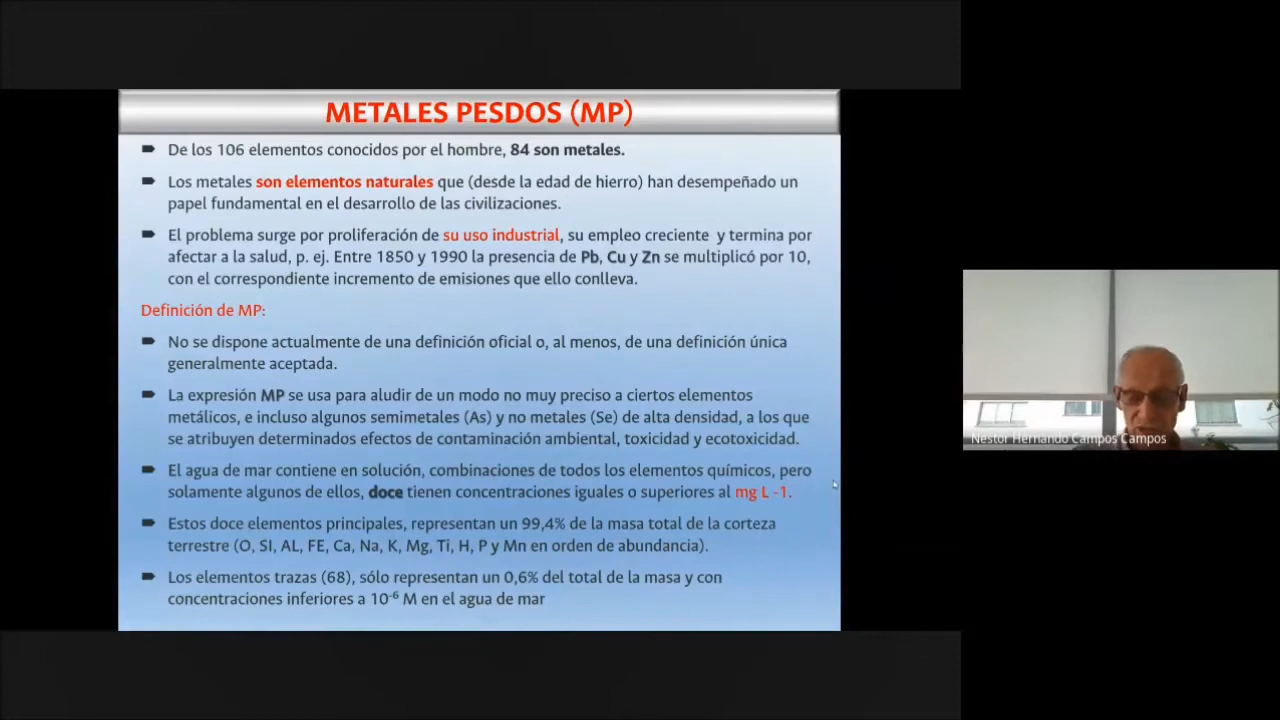 METALES PESDOS (MP)
De los 106 elementos conocidos por el hombre, 84 son metales.
Los metales son elementos naturales que (desde la edad de hierro) han desempeñado un
papel fundamental en el desarrollo de las civilizaciones.
El problema surge por proliferación de su uso industrial, su empleo creciente y termina por
afectar a la salud, p. ej. Entre 1850 y 1990 la presencia de Pb, Cu y Zn se multiplicó por 10,
con el correspondiente incremento de emisiones que ello conlleva.
Definición de MP:
No se dispone actualmente de una definición oficial o, al menos, de una definición única
generalmente aceptada.
La expresión MP se usa para aludir de un modo no muy preciso a ciertos elementos
metálicos, e incluso algunos semimetales (As) y no metales (Se) de alta densidad, a los que
se atribuyen determinados efectos de contaminación ambiental, toxicidad y ecotoxicidad.
El agua de mar contiene en solución, combinaciones de todos los elementos químicos, pero
solamente algunos de ellos, doce tienen concentraciones iguales o superiores al mg L -1.
Estos doce elementos principales, representan un 99,4% de la masa total de la corteza
terrestre (O, SI, AL, FE, Ca, Na, K, Mg, Ti, H, P y Mn en orden de abundancia).
Los elementos trazas (68), sólo representan un 0,6% del total de la masa y con
concentraciones inferiores a 10⁻⁶ M en el agua de mar
Nestor Hernando Campos Campos